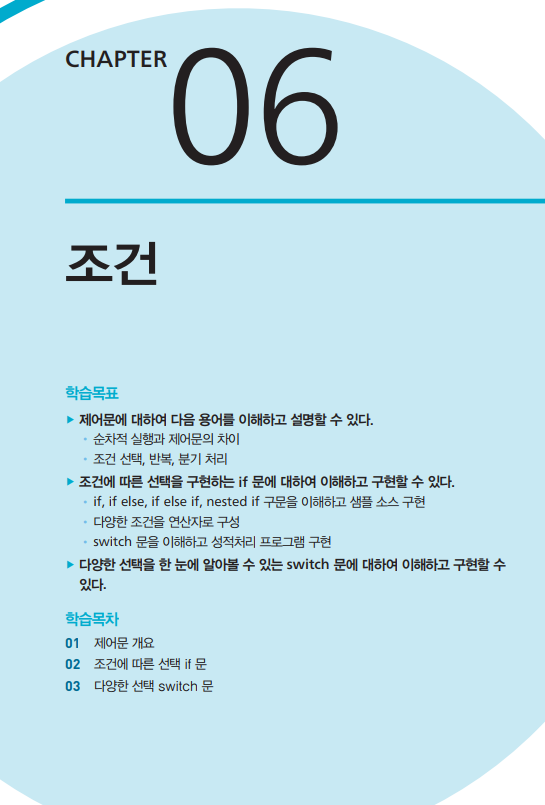 CHAPTER 06
조건
학습목표
▶ 제어문에 대하여 다음 용어를 이해하고 설명할 수 있다.
• 순차적 실행과 제어문의 차이
• 조건 선택, 반복, 분기 처리
▶ 조건에 따른 선택을 구현하는 if 문에 대하여 이해하고 구현할 수 있다.
• if, if else, if else if, nested if 구문을 이해하고 샘플 소스 구현
• 다양한 조건을 연산자로 구성
• switch 문을 이해하고 성적처리 프로그램 구현
▶ 다양한 선택을 한 눈에 알아볼 수 있는 switch 문에 대하여 이해하고 구현할 수
있다.
학습목차
01 제어문 개요
02 조건에 따른 선택 if 문
03 다양한 선택 switch 문